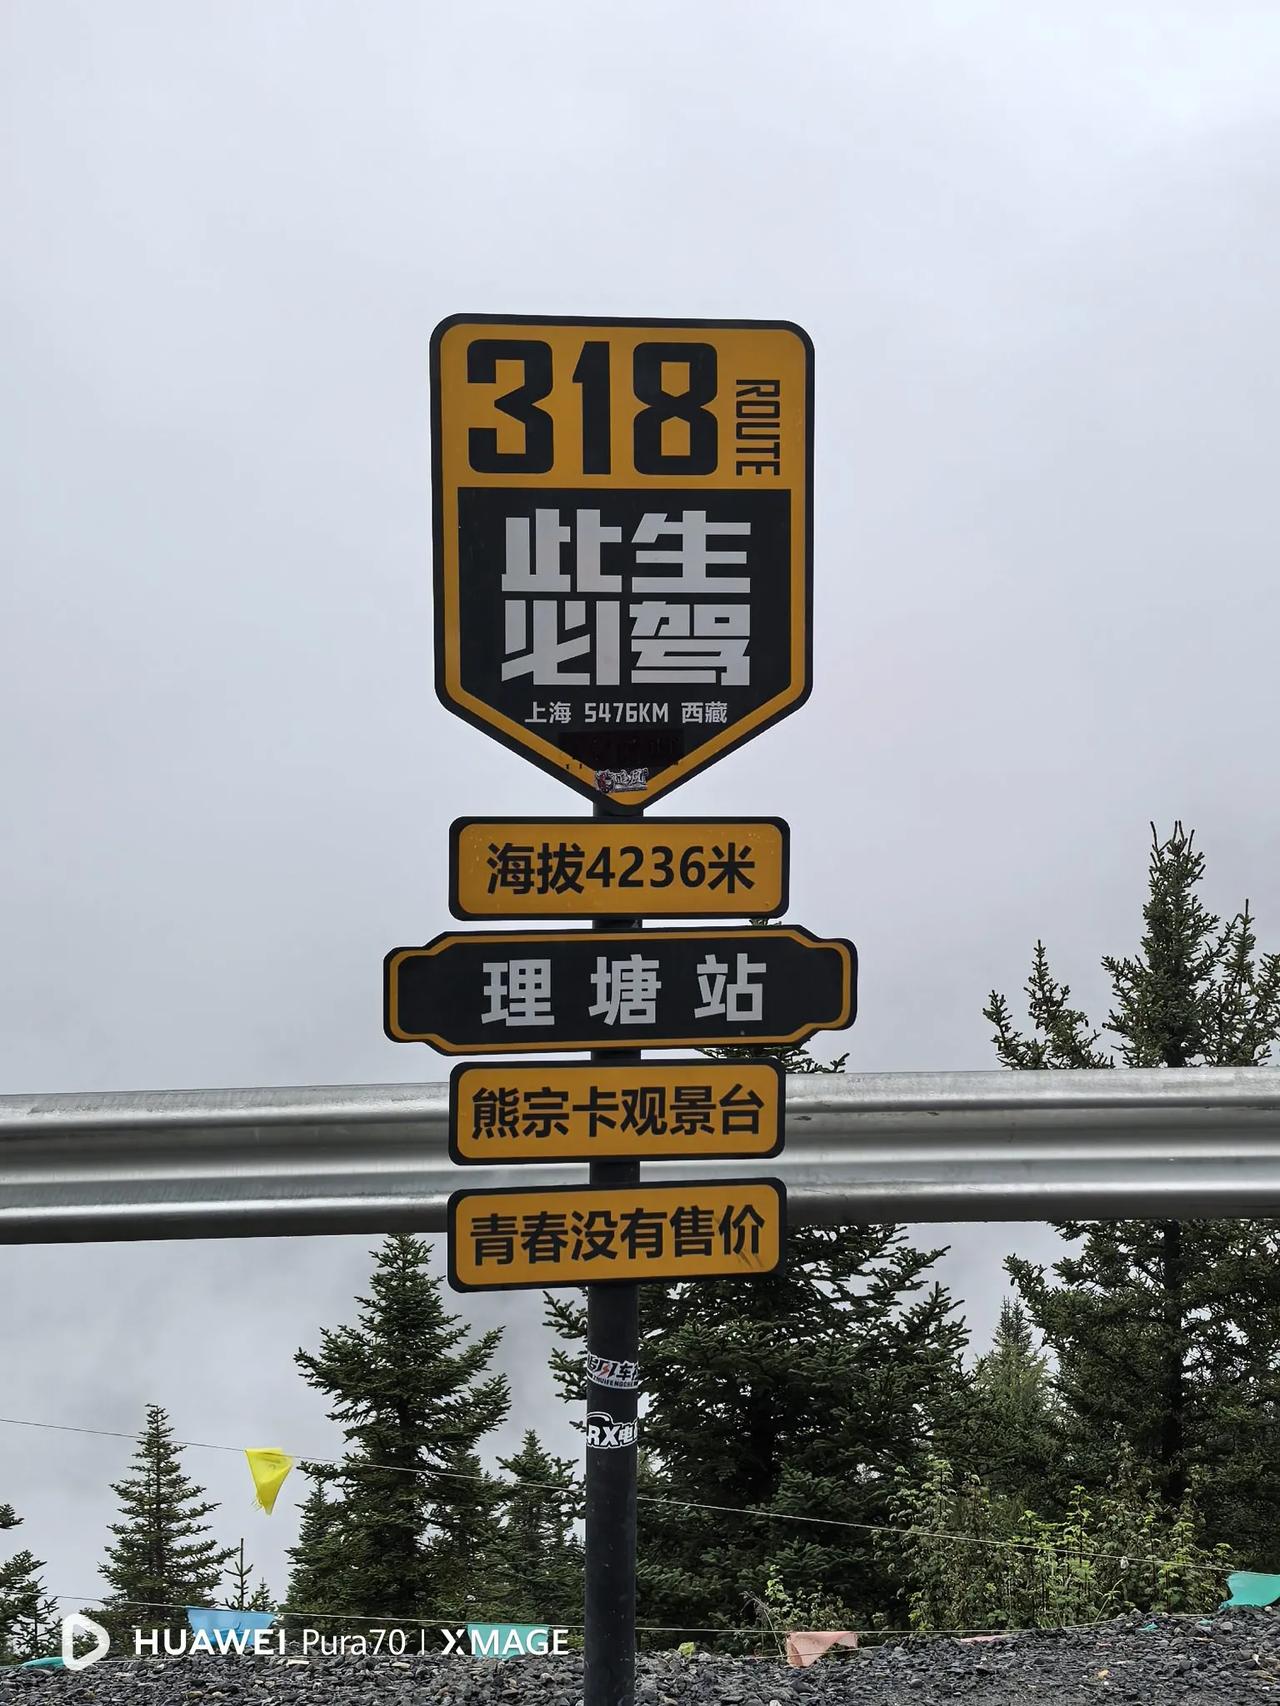 318 ROUTE
此生
必驾
上海 5476KM 西藏
海拔4236米
理塘站
熊宗卡观景台
青春没有售价
HUAWEI Pura70 | XMAGE